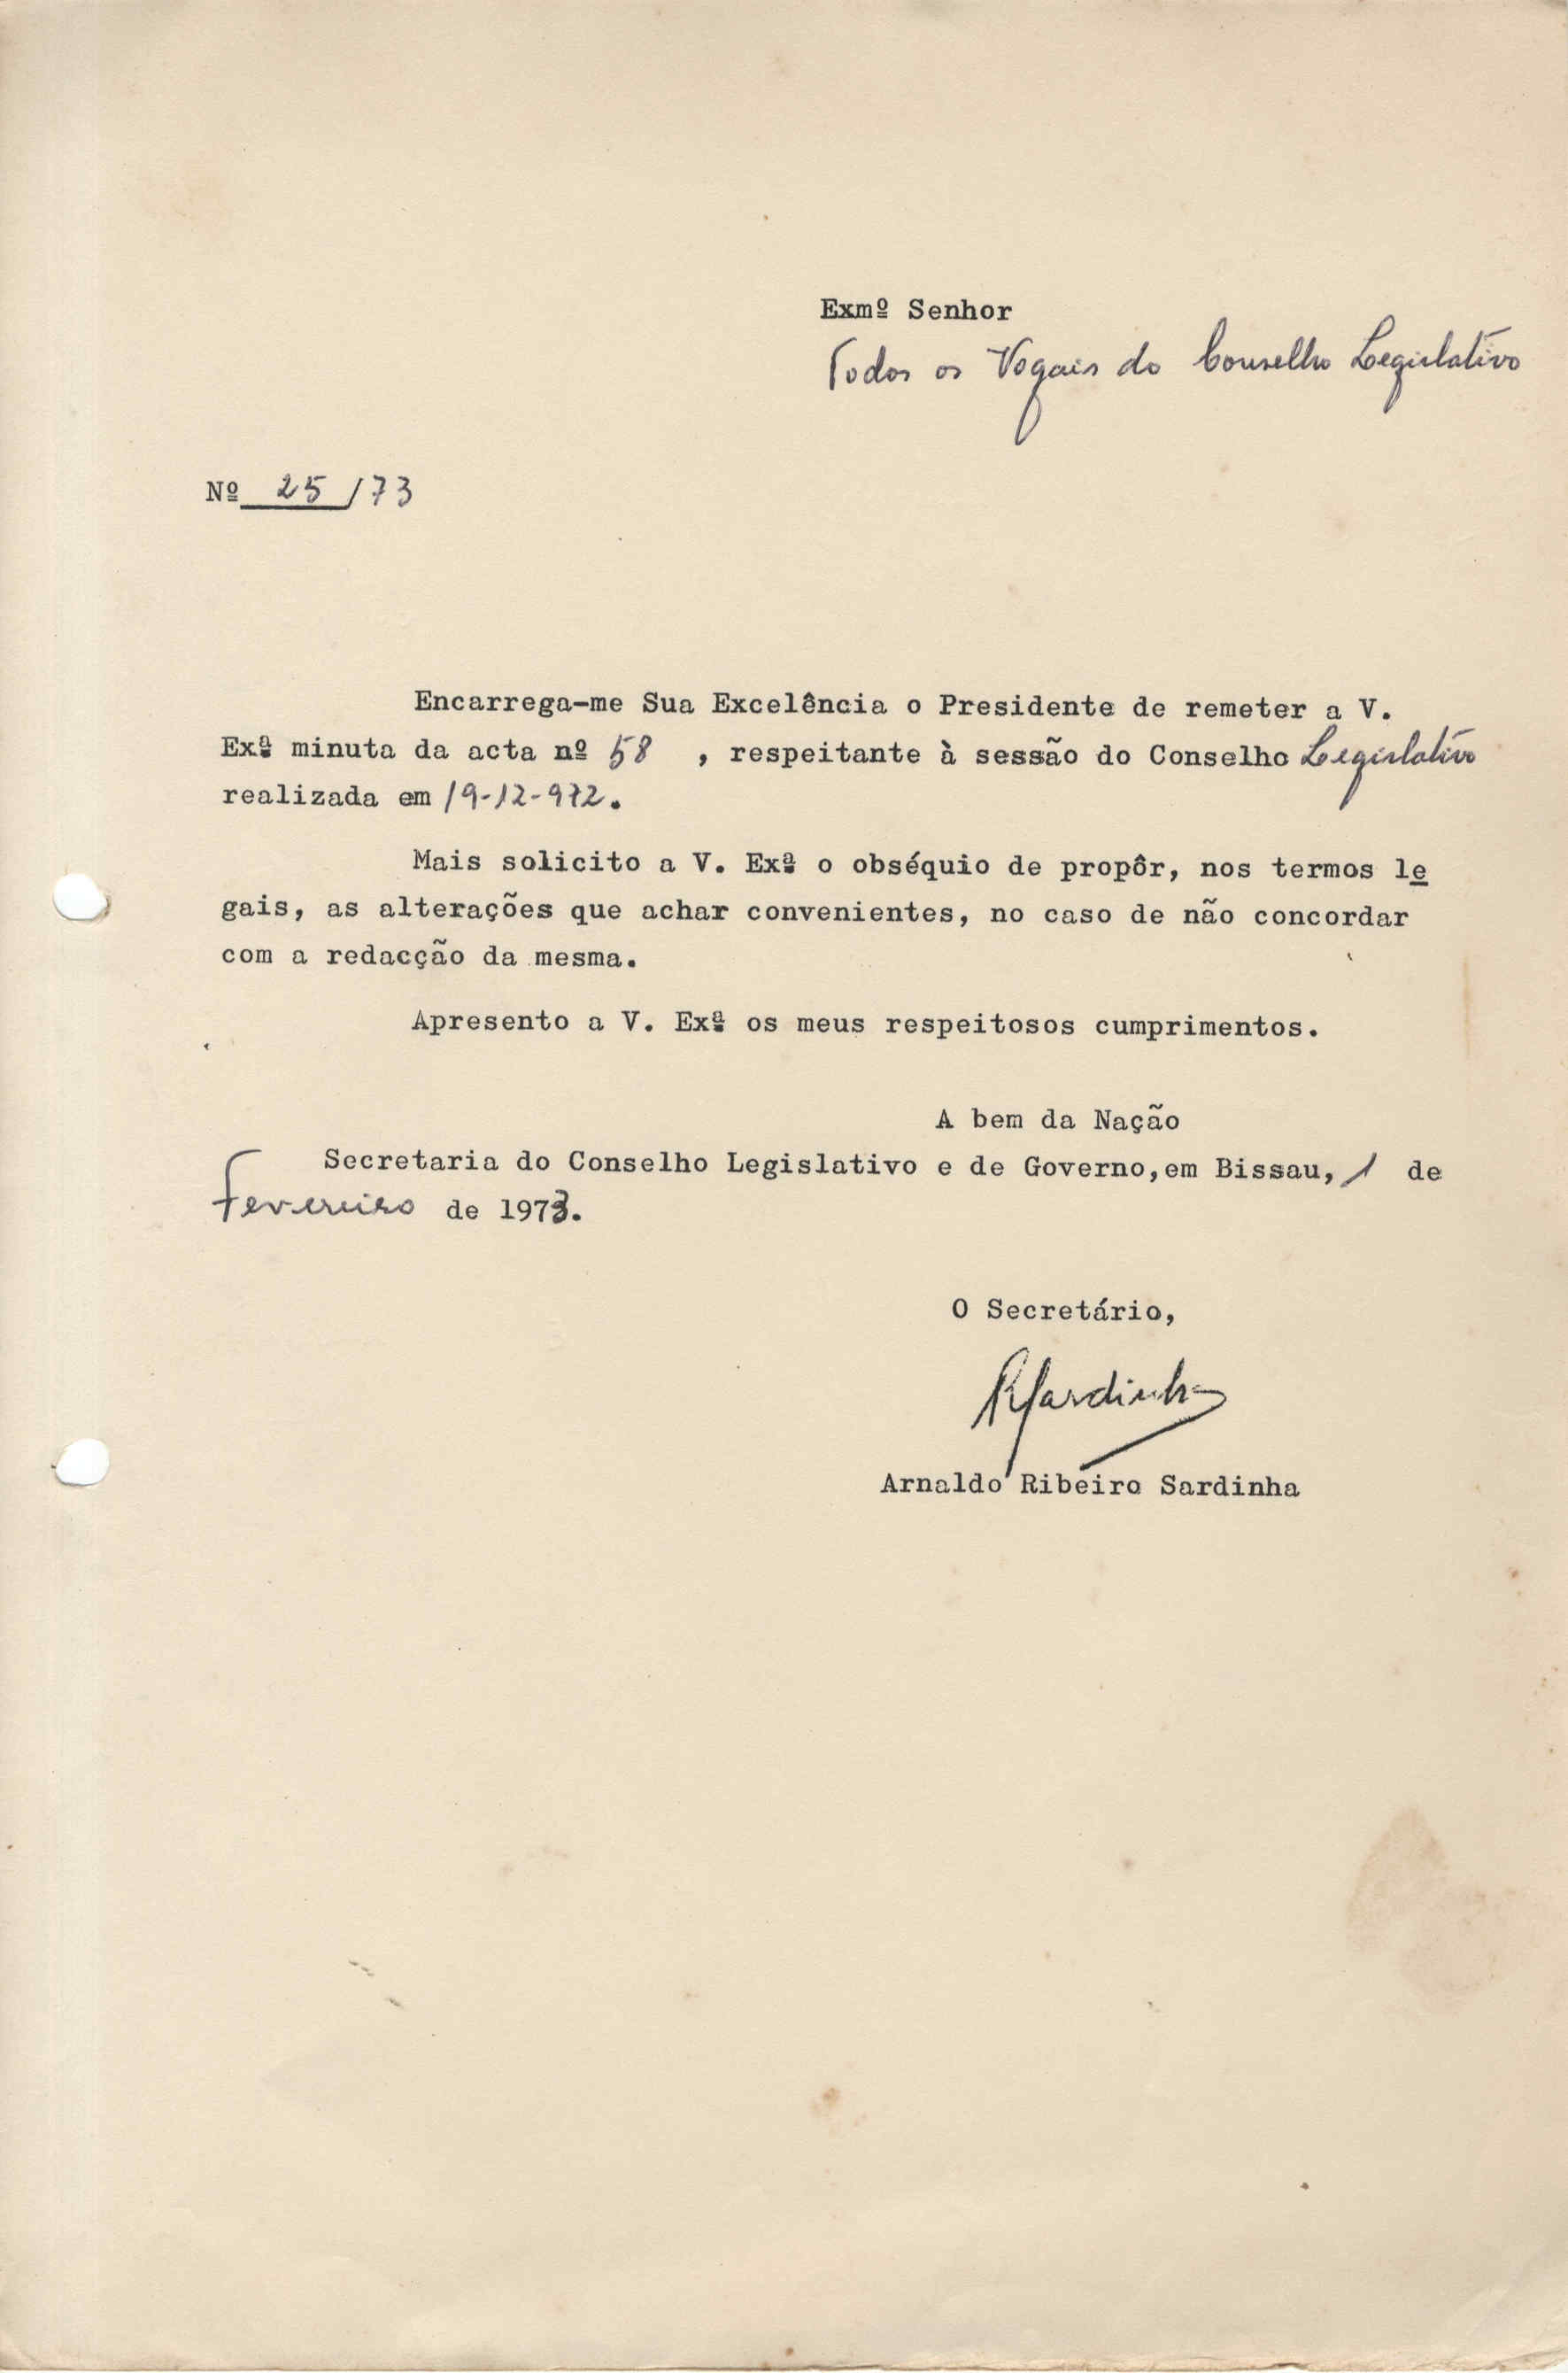 Exmº Senhor
Todos os Vogais do Conselho Legislativo
Nº 25/73
Encarrega-me Sua Excelência o Presidente de remeter a V.
Exª minuta da acta nº 58 , respeitante à sessão do Conselho Legislativo
realizada em 19-12-972.
Mais solicito a V. Exª o obséquio de propôr, nos termos le
gais, as alterações que achar convenientes, no caso de não concordar
com a redacção da mesma.
Apresento a V. Exª os meus respeitosos cumprimentos.
A bem da Nação
Secretaria do Conselho Legislativo e de Governo, em Bissau, 1 de
Fevereiro de 1973.
O Secretário,
ARSardinha
Arnaldo Ribeiro Sardinha